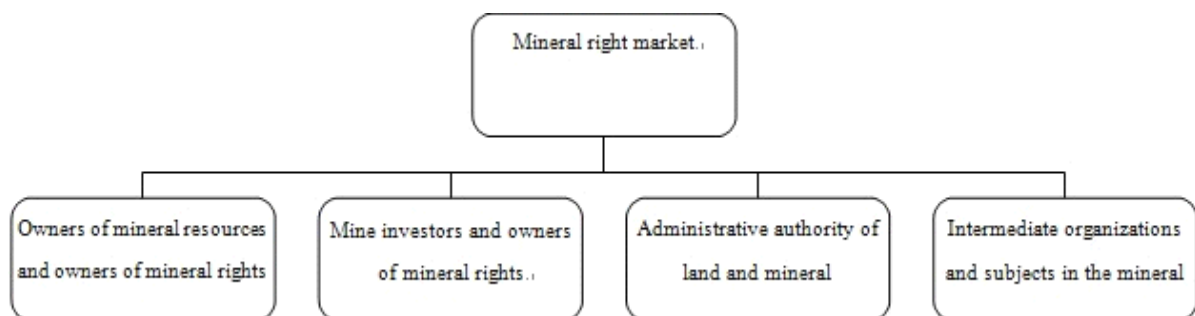 Mineral right market.
Owners of mineral resources
and owners of mineral rights
Mine investors and owners
of mineral rights.
Administrative authority of
land and mineral
Intermediate organizations
and subjects in the mineral